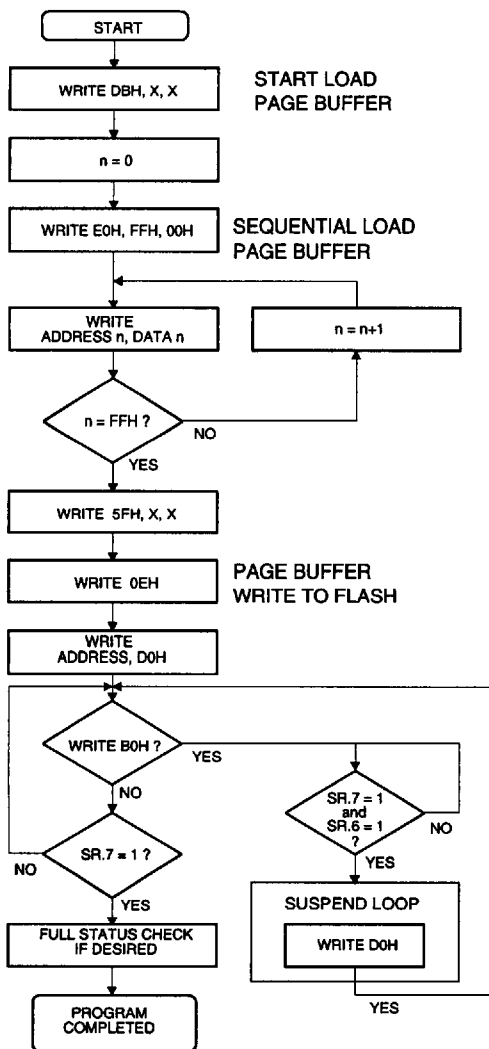 START
WRITE DBH, X, X
START LOAD
PAGE BUFFER
n = 0
WRITE E0H, FFH, 00H
SEQUENTIAL LOAD
PAGE BUFFER
WRITE
ADDRESS n, DATA n
n = n+1
n = FFH ?
NO
YES
WRITE 5FH, X, X
WRITE 0EH
PAGE BUFFER
WRITE TO FLASH
WRITE
ADDRESS, D0H
WRITE B0H ?
YES
NO
SR.7 = 1
and
SR.6 = 1
?
NO
YES
SR.7 = 1 ?
NO
YES
SUSPEND LOOP
WRITE D0H
YES
FULL STATUS CHECK
IF DESIRED
PROGRAM
COMPLETED